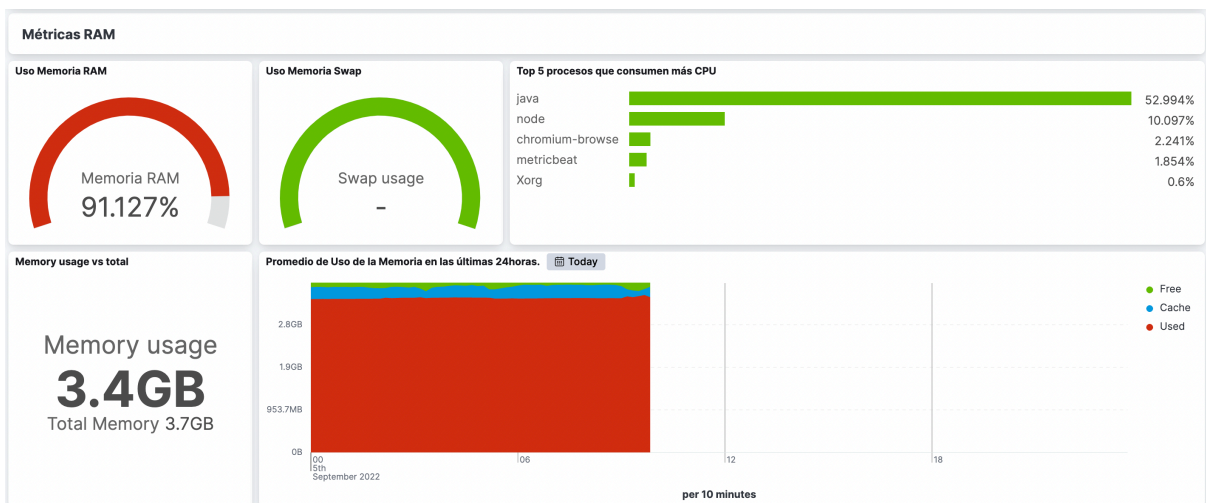 Métricas RAM
Uso Memoria RAM
Memoria RAM
91.127%
Uso Memoria Swap
Swap usage
-
Top 5 procesos que consumen más CPU
java 52.994%
node 10.097%
chromium-browse 2.241%
metricbeat 1.854%
Xorg 0.6%
Memory usage vs total
Memory usage
3.4GB
Total Memory 3.7GB
Promedio de Uso de la Memoria en las últimas 24horas. Today
2.8GB
1.9GB
953.7MB
0B
00 06 12 18
5th
September 2022
per 10 minutes
Free
Cache
Used